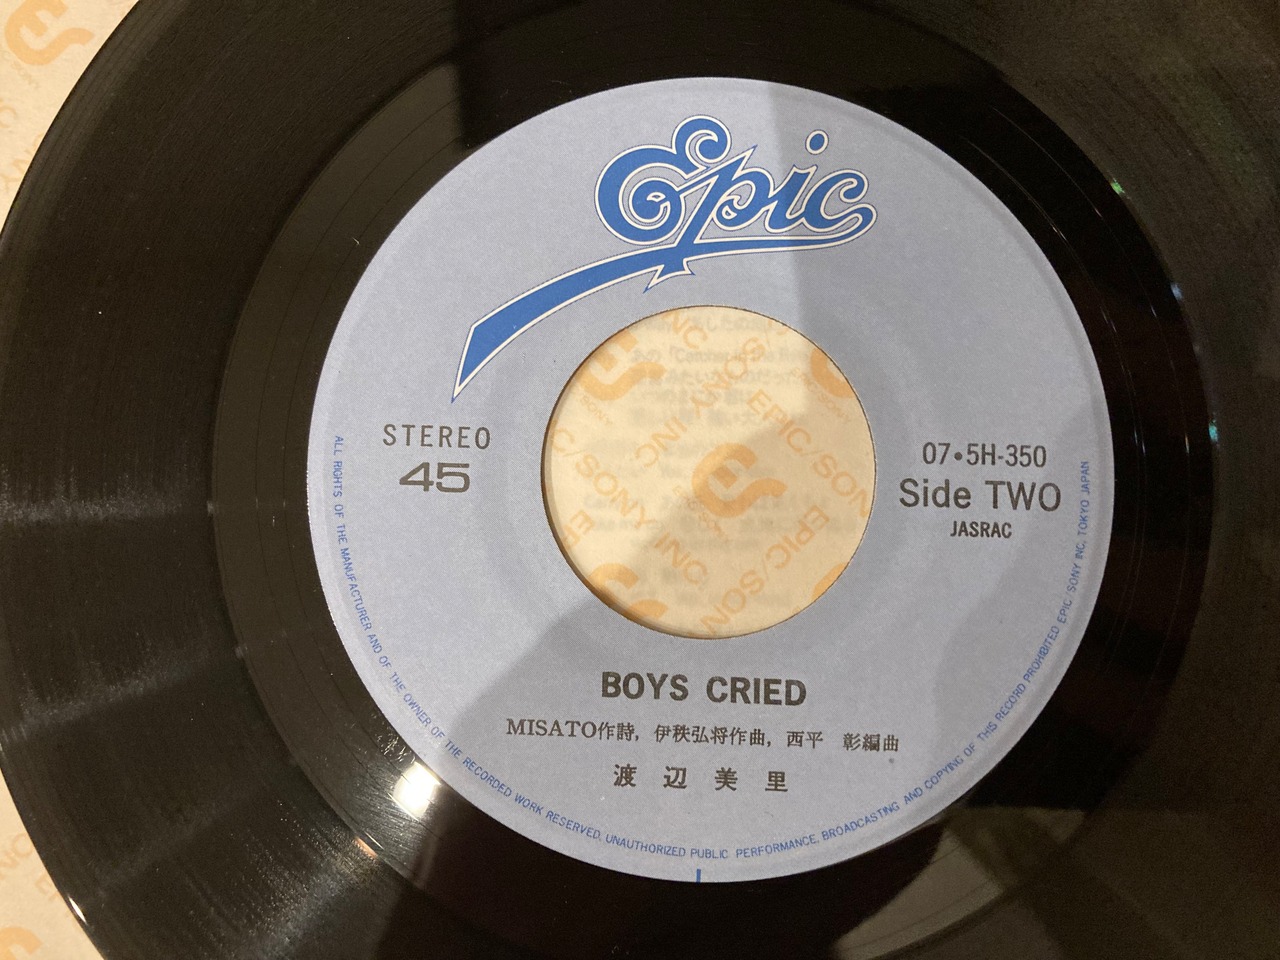 Epic
STEREO
45
07•5H-350
Side TWO
JASRAC
BOYS CRIED
MISATO作詩, 伊秩弘将作曲, 西平 彰編曲
渡辺美里
ALL RIGHTS OF THE MANUFACTURER AND OF THE OWNER OF THE RECORDED WORK RESERVED. UNAUTHORIZED PUBLIC PERFORMANCE, BROADCASTING AND COPYING OF THIS RECORD PROHIBITED EPIC/SONY INC. TOKYO JAPAN
EPIC/SONY INC
EPIC/SONY